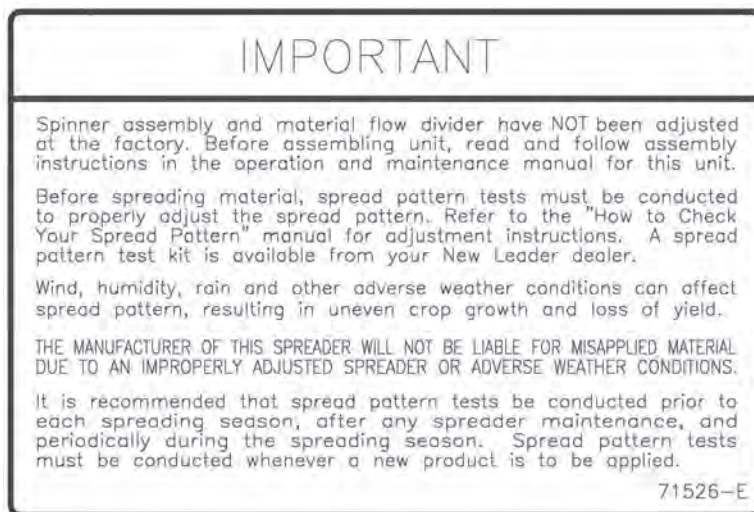 IMPORTANT
Spinner assembly and material flow divider have NOT been adjusted
at the factory. Before assembling unit, read and follow assembly
instructions in the operation and maintenance manual for this unit.
Before spreading material, spread pattern tests must be conducted
to properly adjust the spread pattern. Refer to the "How to Check
Your Spread Pattern" manual for adjustment instructions. A spread
pattern test kit is available from your New Leader dealer.
Wind, humidity, rain and other adverse weather conditions can affect
spread pattern, resulting in uneven crop growth and loss of yield.
THE MANUFACTURER OF THIS SPREADER WILL NOT BE LIABLE FOR MISAPPLIED MATERIAL
DUE TO AN IMPROPERLY ADJUSTED SPREADER OR ADVERSE WEATHER CONDITIONS.
It is recommended that spread pattern tests be conducted prior to
each spreading season, after any spreader maintenance, and
periodically during the spreading season. Spread pattern tests
must be conducted whenever a new product is to be applied.
71526-E